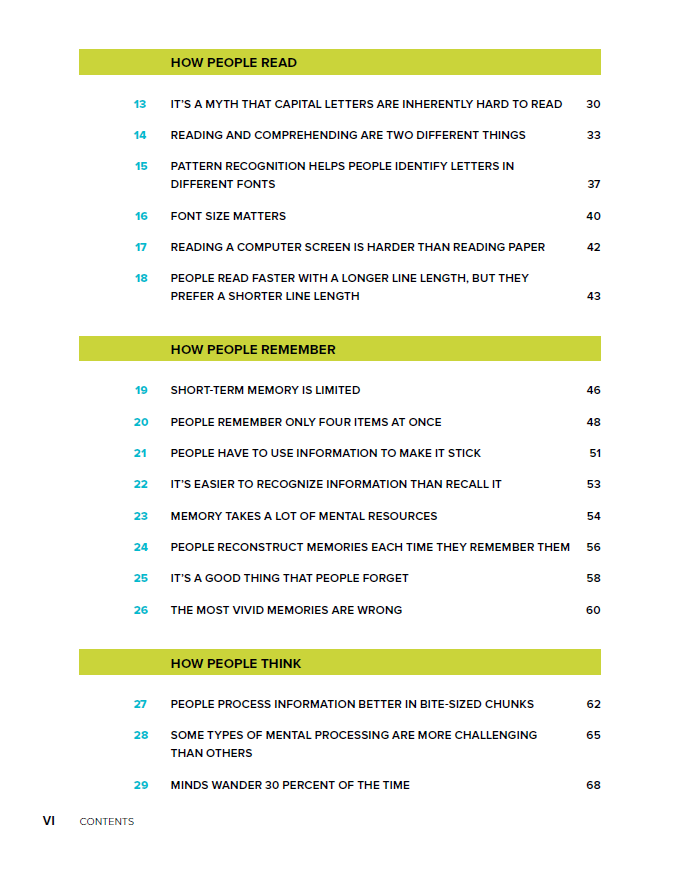 HOW PEOPLE READ
13 IT'S A MYTH THAT CAPITAL LETTERS ARE INHERENTLY HARD TO READ 30
14 READING AND COMPREHENDING ARE TWO DIFFERENT THINGS 33
15 PATTERN RECOGNITION HELPS PEOPLE IDENTIFY LETTERS IN
DIFFERENT FONTS 37
16 FONT SIZE MATTERS 40
17 READING A COMPUTER SCREEN IS HARDER THAN READING PAPER 42
18 PEOPLE READ FASTER WITH A LONGER LINE LENGTH, BUT THEY
PREFER A SHORTER LINE LENGTH 43
HOW PEOPLE REMEMBER
19 SHORT-TERM MEMORY IS LIMITED 46
20 PEOPLE REMEMBER ONLY FOUR ITEMS AT ONCE 48
21 PEOPLE HAVE TO USE INFORMATION TO MAKE IT STICK 51
22 IT'S EASIER TO RECOGNIZE INFORMATION THAN RECALL IT 53
23 MEMORY TAKES A LOT OF MENTAL RESOURCES 54
24 PEOPLE RECONSTRUCT MEMORIES EACH TIME THEY REMEMBER THEM 56
25 IT'S A GOOD THING THAT PEOPLE FORGET 58
26 THE MOST VIVID MEMORIES ARE WRONG 60
HOW PEOPLE THINK
27 PEOPLE PROCESS INFORMATION BETTER IN BITE-SIZED CHUNKS 62
28 SOME TYPES OF MENTAL PROCESSING ARE MORE CHALLENGING 65
THAN OTHERS
29 MINDS WANDER 30 PERCENT OF THE TIME 68
VI CONTENTS